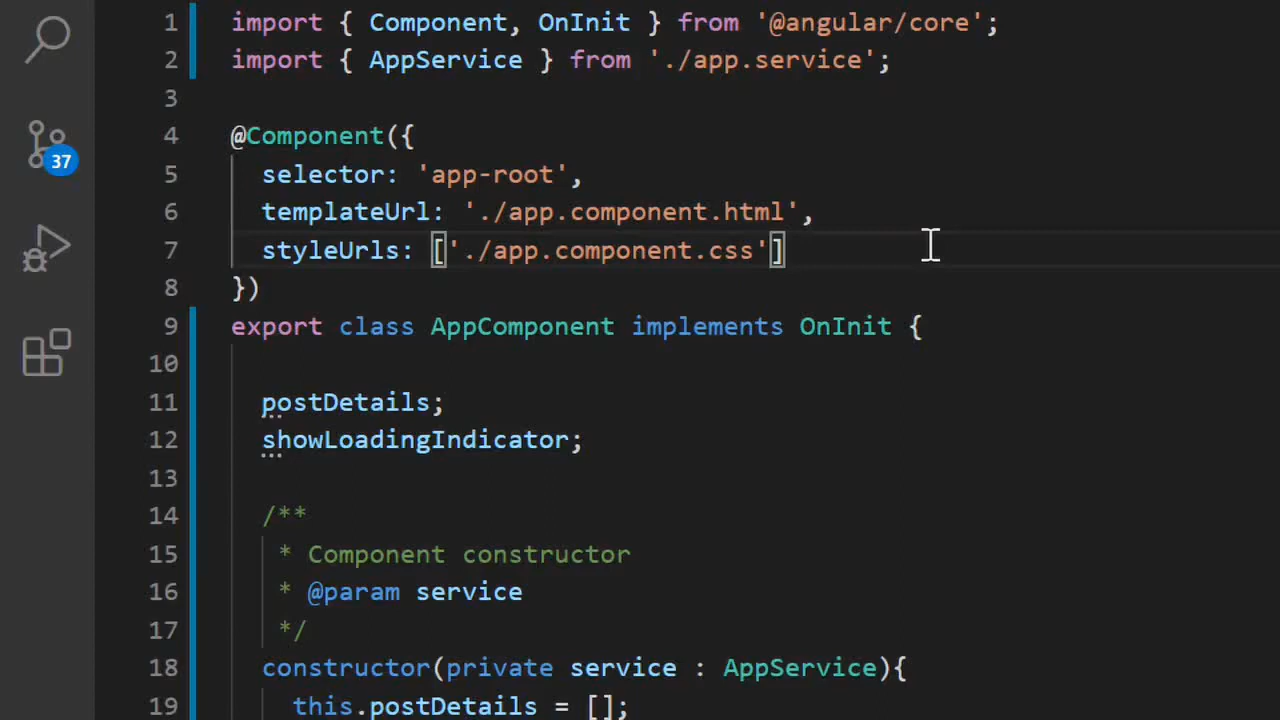 1 import { Component, OnInit } from '@angular/core';
2 import { AppService } from './app.service';
3
4 @Component({
5 selector: 'app-root',
6 templateUrl: './app.component.html',
7 styleUrls: ['./app.component.css']
8 })
9 export class AppComponent implements OnInit {
10
11 postDetails;
12 showLoadingIndicator;
13
14 /**
15 * Component constructor
16 * @param service
17 */
18 constructor(private service : AppService){
19 this.postDetails = [];
37